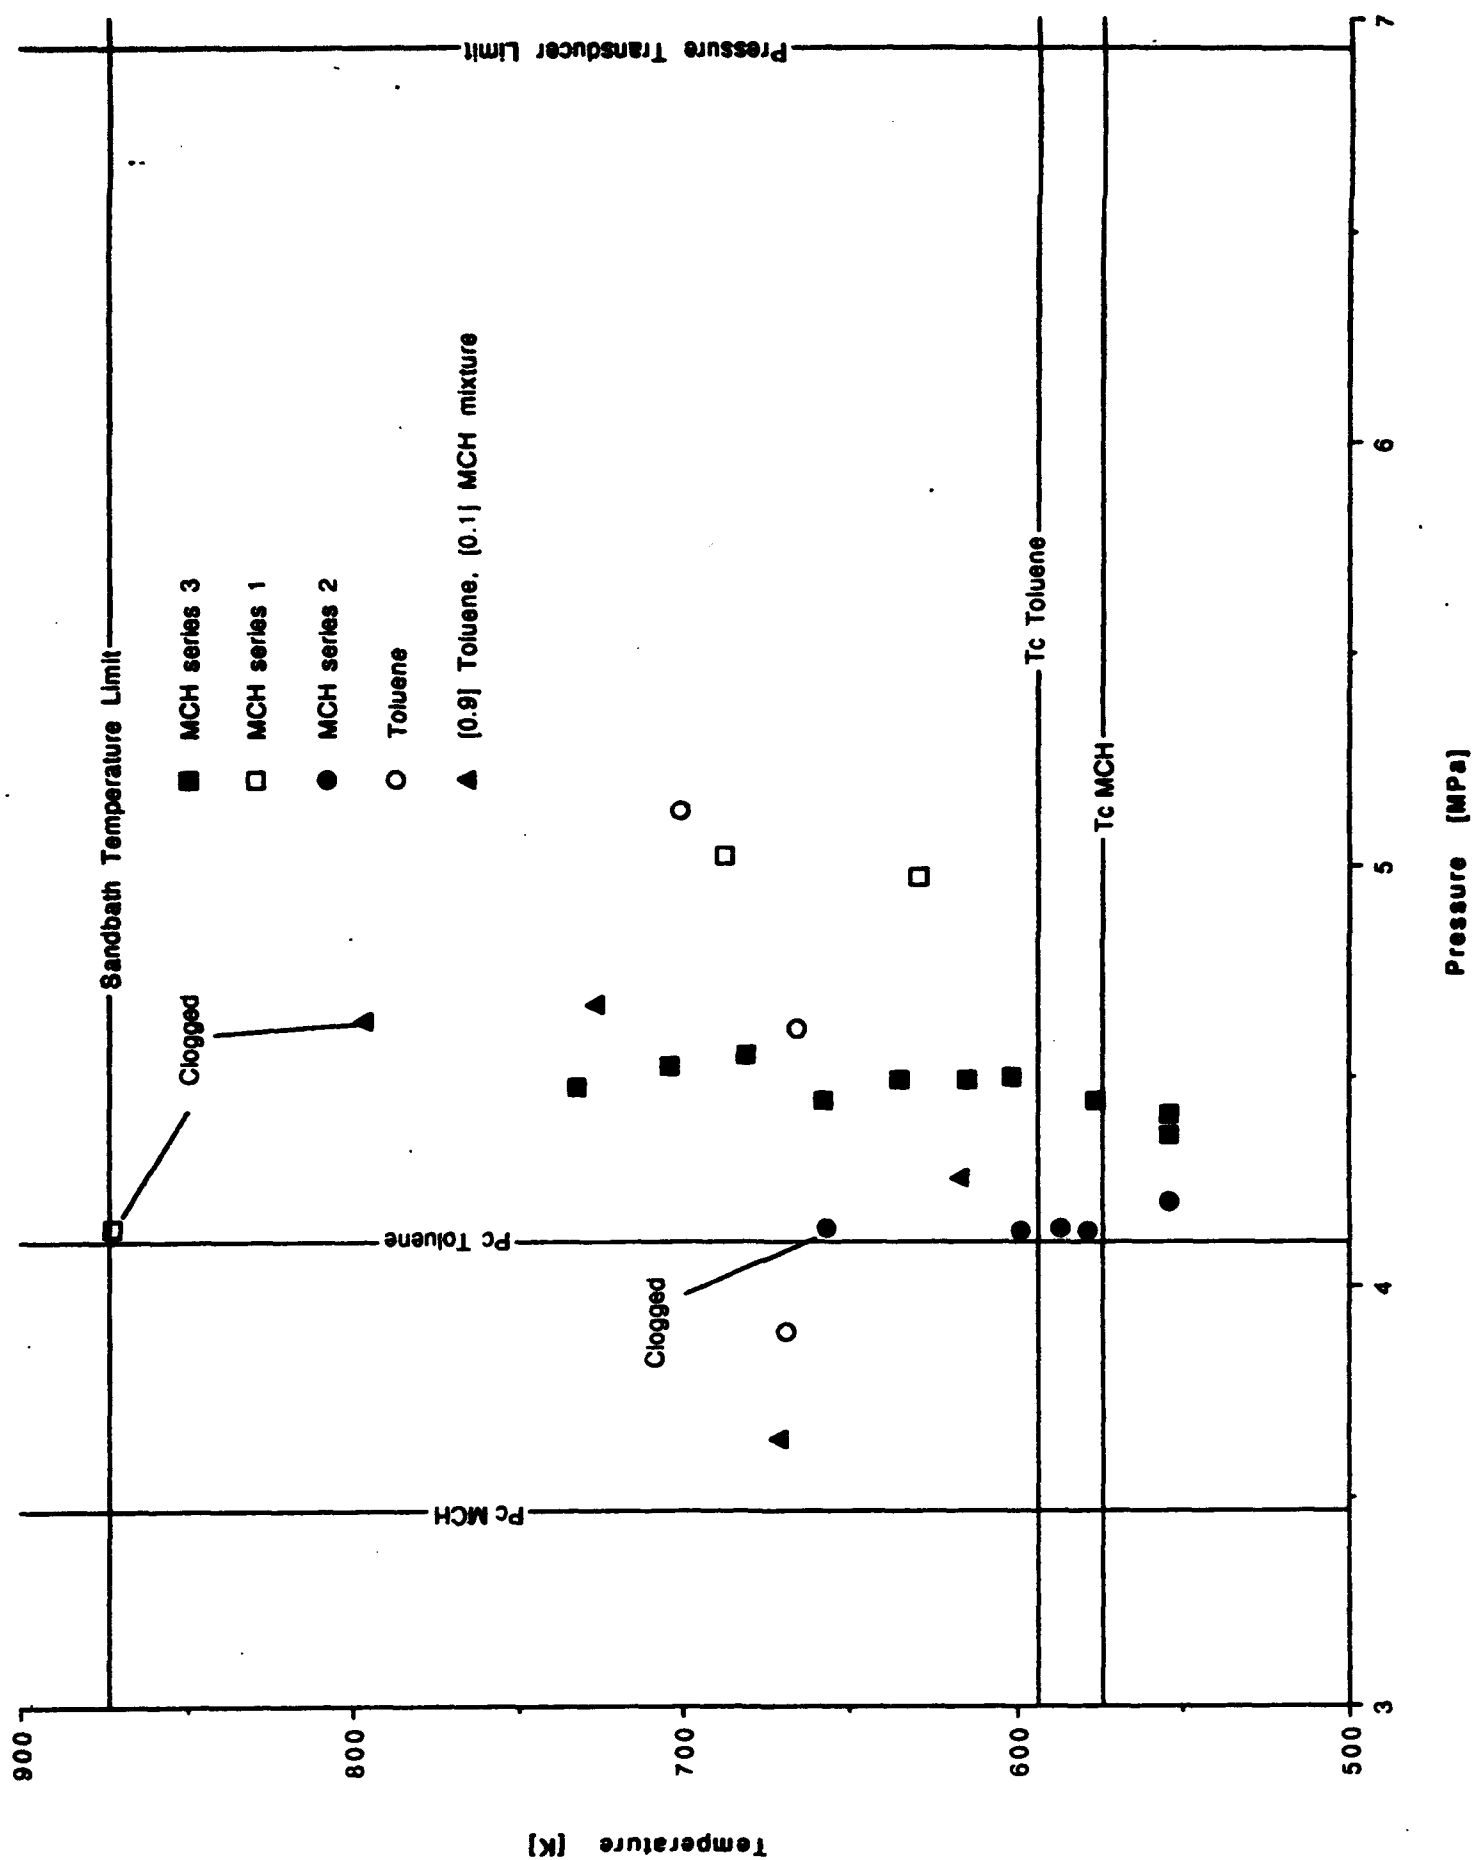 Temperature [K]
900
800
700
600
500
3
4
5
6
7
Pressure [MPa]
Sandbath Temperature Limit
Pressure Transducer Limit
Clogged
MCH series 3
MCH series 1
MCH series 2
Toluene
[0.9] Toluene, [0.1] MCH mixture
Pc Toluene
Pc MCH
Clogged
Tc Toluene
Tc MCH